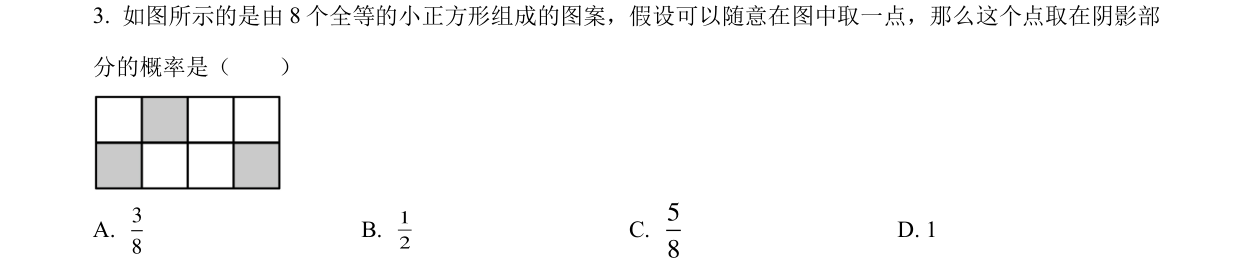 3. 如图所示的是由 8 个全等的小正方形组成的图案，假设可以随意在图中取一点，那么这个点取在阴影部
分的概率是（　　）
A. 3/8 B. 1/2 C. 5/8 D. 1